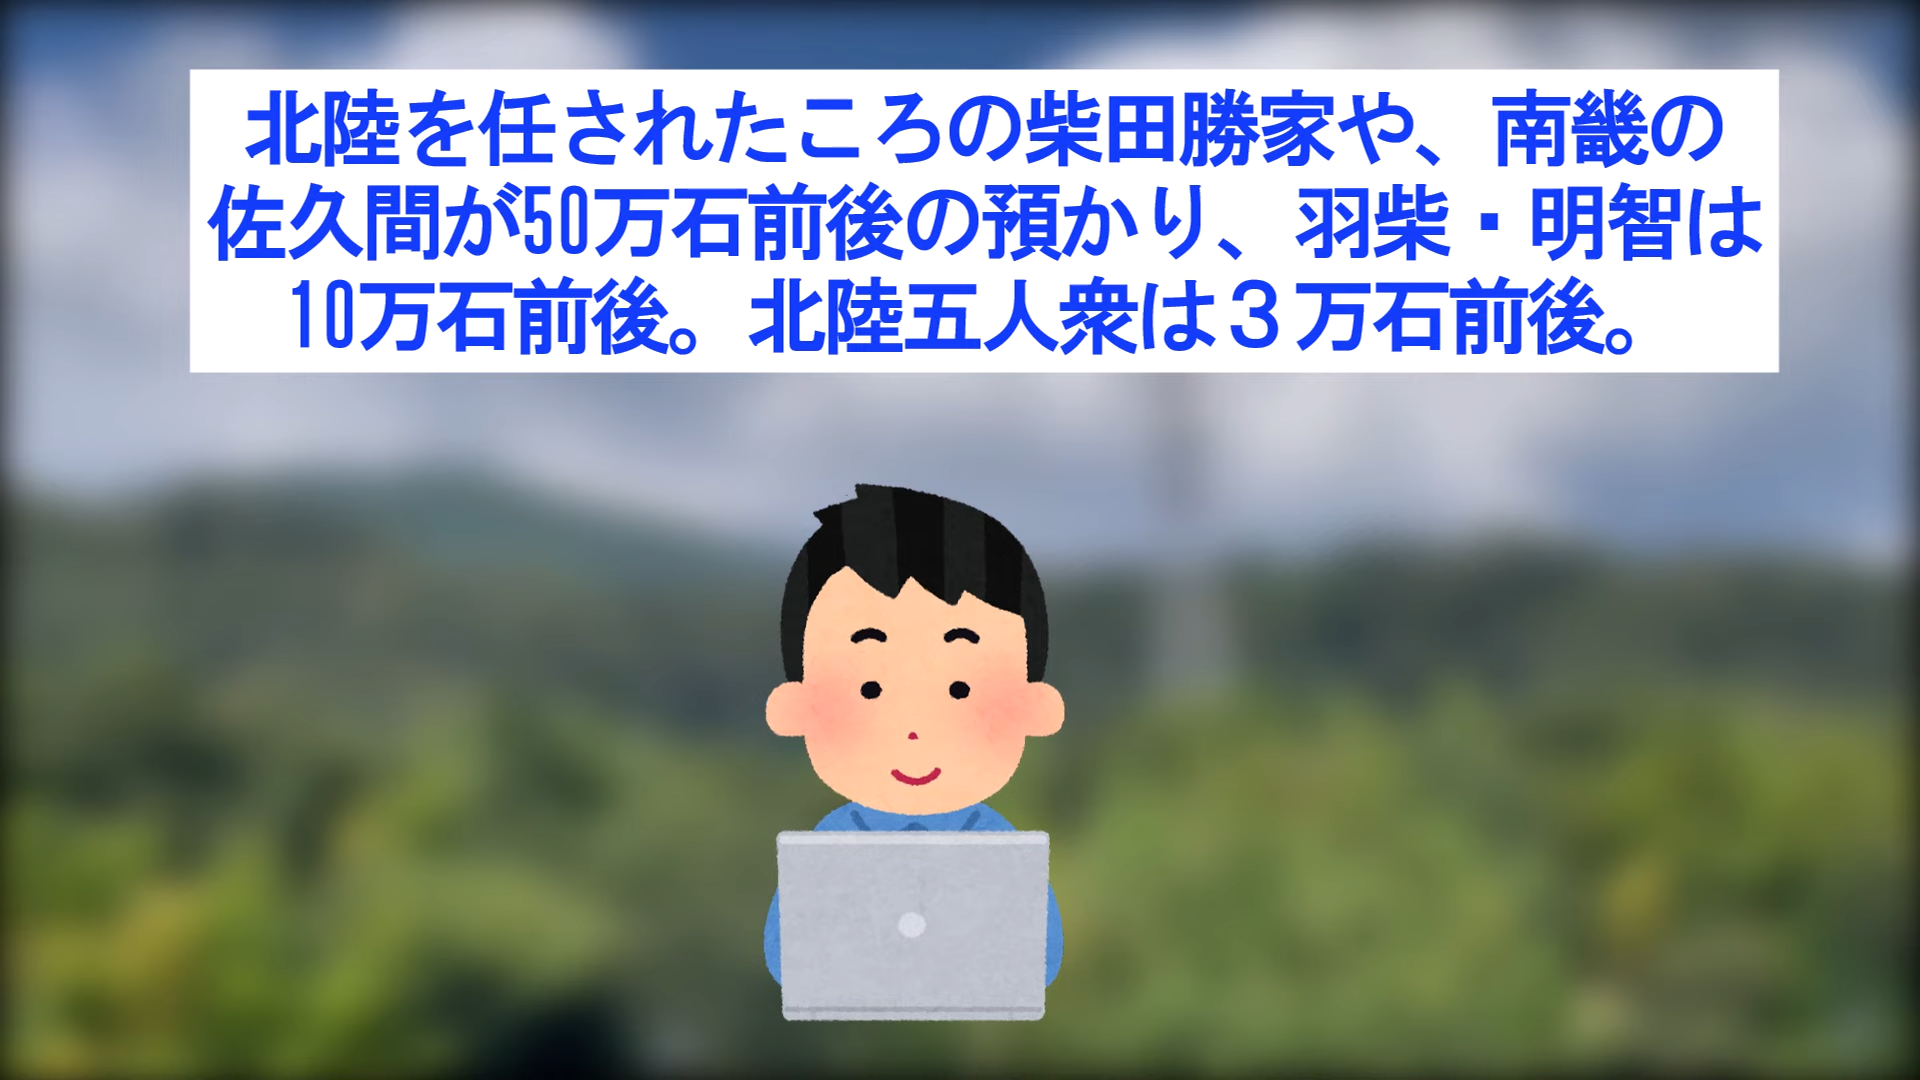 北陸を任されたころの柴田勝家や、南畿の
佐久間が50万石前後の預かり、羽柴・明智は
10万石前後。北陸五人衆は３万石前後。